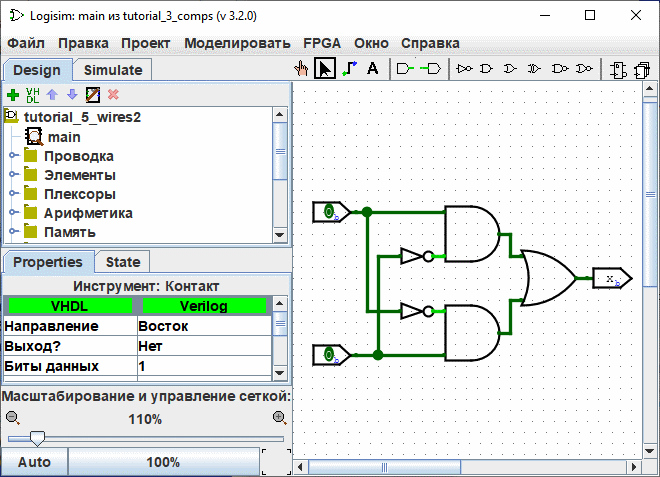 Logisim: main из tutorial_3_comps (v 3.2.0)
Файл Правка Проект Моделировать FPGA Окно Справка
Design Simulate
A
VH
DL
tutorial_5_wires2
main
Проводка
Элементы
Плексоры
Арифметика
Память
Properties State
Инструмент: Контакт
VHDL Verilog
Направление Восток
Выход? Нет
Биты данных 1
Масштабирование и управление сеткой:
110%
Auto 100%
0 b
x b
0 b